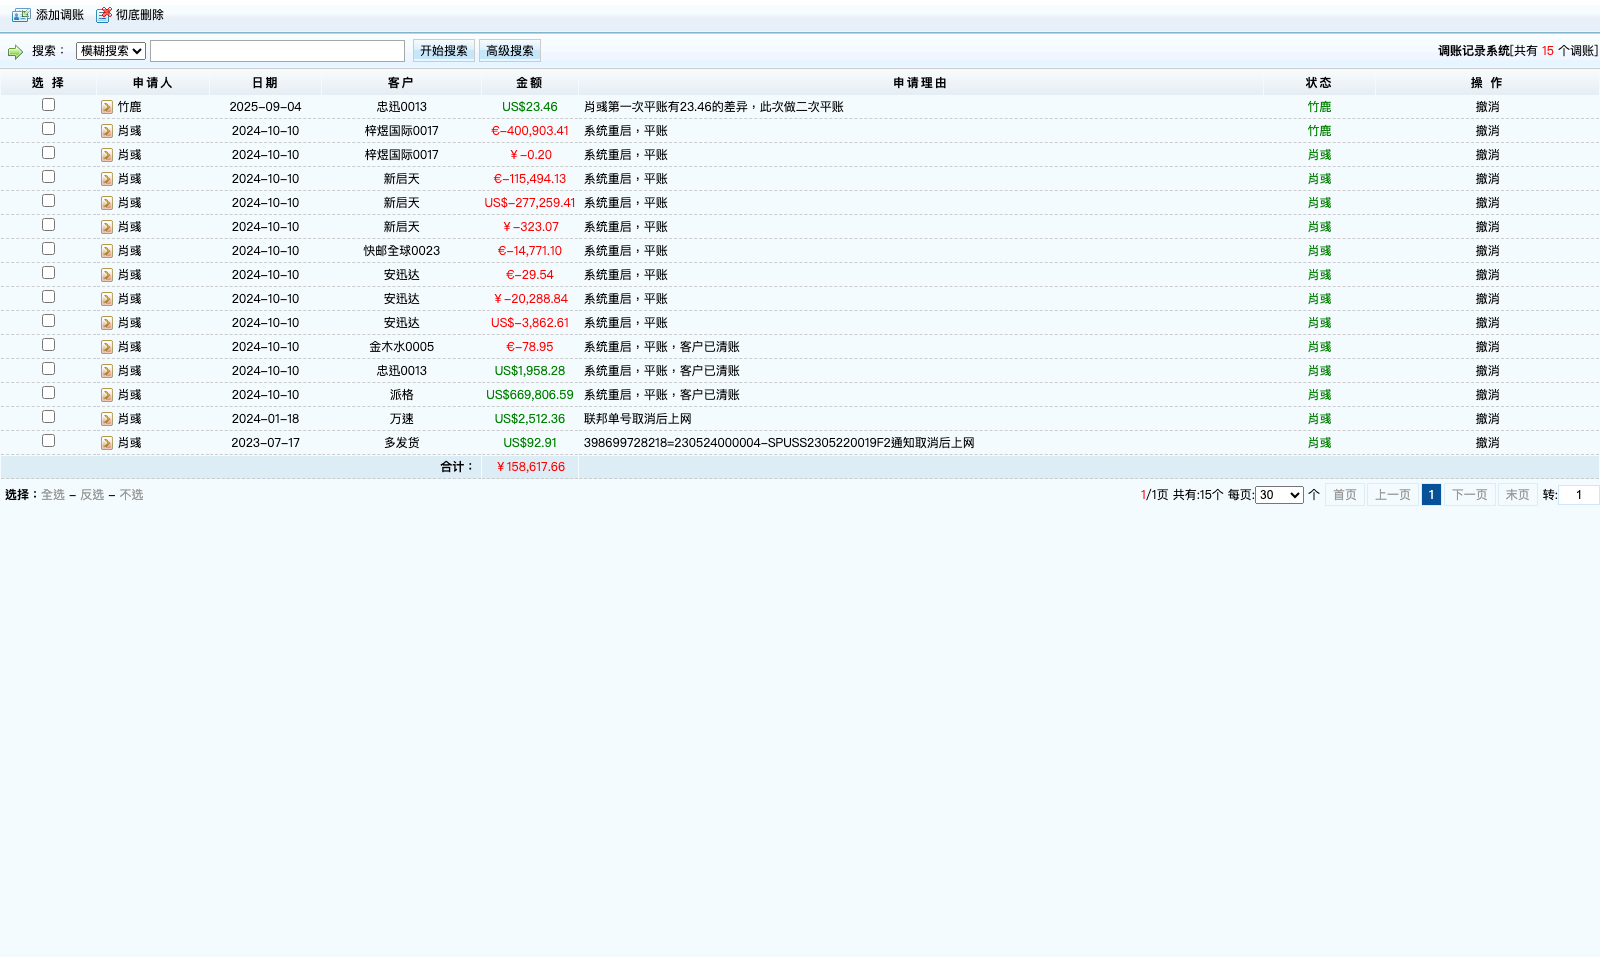 添加调账 彻底删除
搜索： 模糊搜索 开始搜索 高级搜索 调账记录系统[共有 15 个调账]
选 择 申请人 日期 客户 金额 申请理由 状态 操 作
竹鹿 2025-09-04 忠迅0013 US$23.46 肖彧第一次平账有23.46的差异，此次做二次平账 竹鹿 撤消
肖彧 2024-10-10 梓煜国际0017 €-400,903.41 系统重启，平账 竹鹿 撤消
肖彧 2024-10-10 梓煜国际0017 ￥-0.20 系统重启，平账 肖彧 撤消
肖彧 2024-10-10 新启天 €-115,494.13 系统重启，平账 肖彧 撤消
肖彧 2024-10-10 新启天 US$-277,259.41 系统重启，平账 肖彧 撤消
肖彧 2024-10-10 新启天 ￥-323.07 系统重启，平账 肖彧 撤消
肖彧 2024-10-10 快邮全球0023 €-14,771.10 系统重启，平账 肖彧 撤消
肖彧 2024-10-10 安迅达 €-29.54 系统重启，平账 肖彧 撤消
肖彧 2024-10-10 安迅达 ￥-20,288.84 系统重启，平账 肖彧 撤消
肖彧 2024-10-10 安迅达 US$-3,862.61 系统重启，平账 肖彧 撤消
肖彧 2024-10-10 金木水0005 €-78.95 系统重启，平账，客户已清账 肖彧 撤消
肖彧 2024-10-10 忠迅0013 US$1,958.28 系统重启，平账，客户已清账 肖彧 撤消
肖彧 2024-10-10 派格 US$669,806.59 系统重启，平账，客户已清账 肖彧 撤消
肖彧 2024-01-18 万速 US$2,512.36 联邦单号取消后上网 肖彧 撤消
肖彧 2023-07-17 多发货 US$92.91 398699728218=230524000004-SPUSS2305220019F2通知取消后上网 肖彧 撤消
合计： ￥158,617.66
选择：全选 - 反选 - 不选 1/1页 共有:15个 每页:30 个 首页 上一页 1 下一页 末页 转: 1